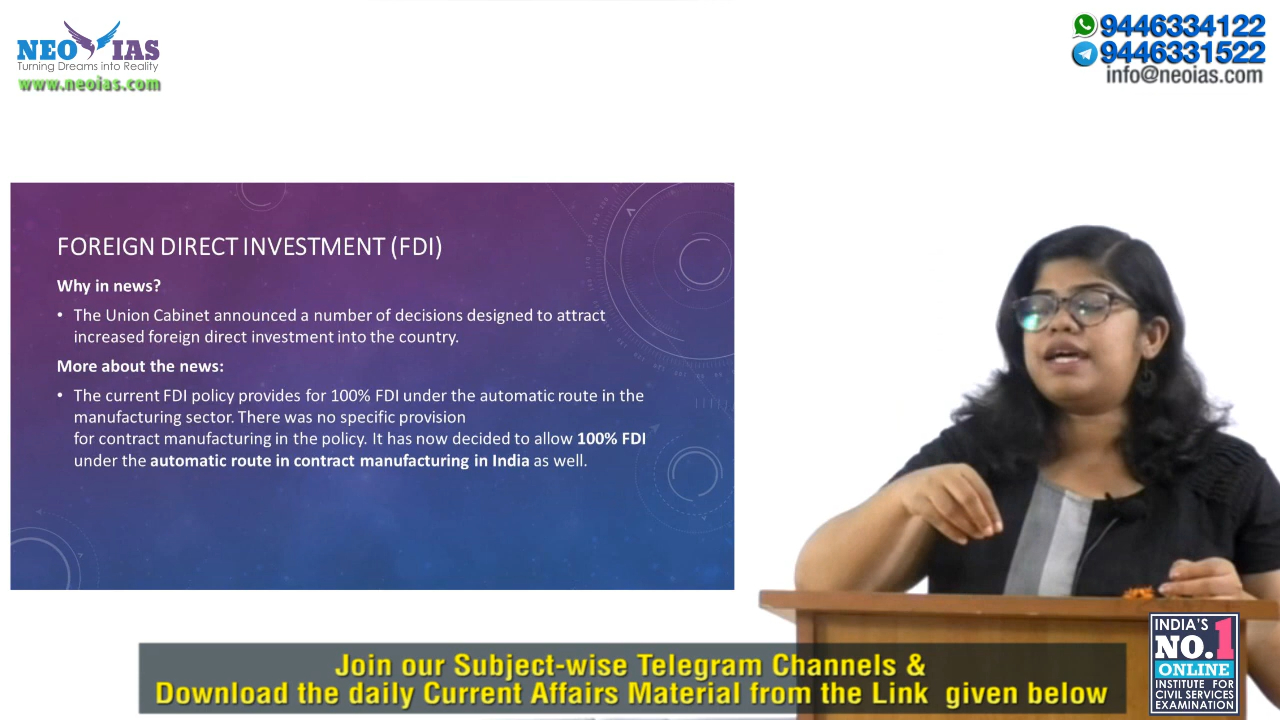 NEO IAS
Turning Dreams into Reality
www.neoias.com
9446334122
9446331522
info@neoias.com
FOREIGN DIRECT INVESTMENT (FDI)
Why in news?
• The Union Cabinet announced a number of decisions designed to attract
increased foreign direct investment into the country.
More about the news:
• The current FDI policy provides for 100% FDI under the automatic route in the
manufacturing sector. There was no specific provision
for contract manufacturing in the policy. It has now decided to allow 100% FDI
under the automatic route in contract manufacturing in India as well.
Join our Subject-wise Telegram Channels &
Download the daily Current Affairs Material from the Link given below
INDIA'S
NO.1
ONLINE
INSTITUTE FOR
CIVIL SERVICES
EXAMINATION